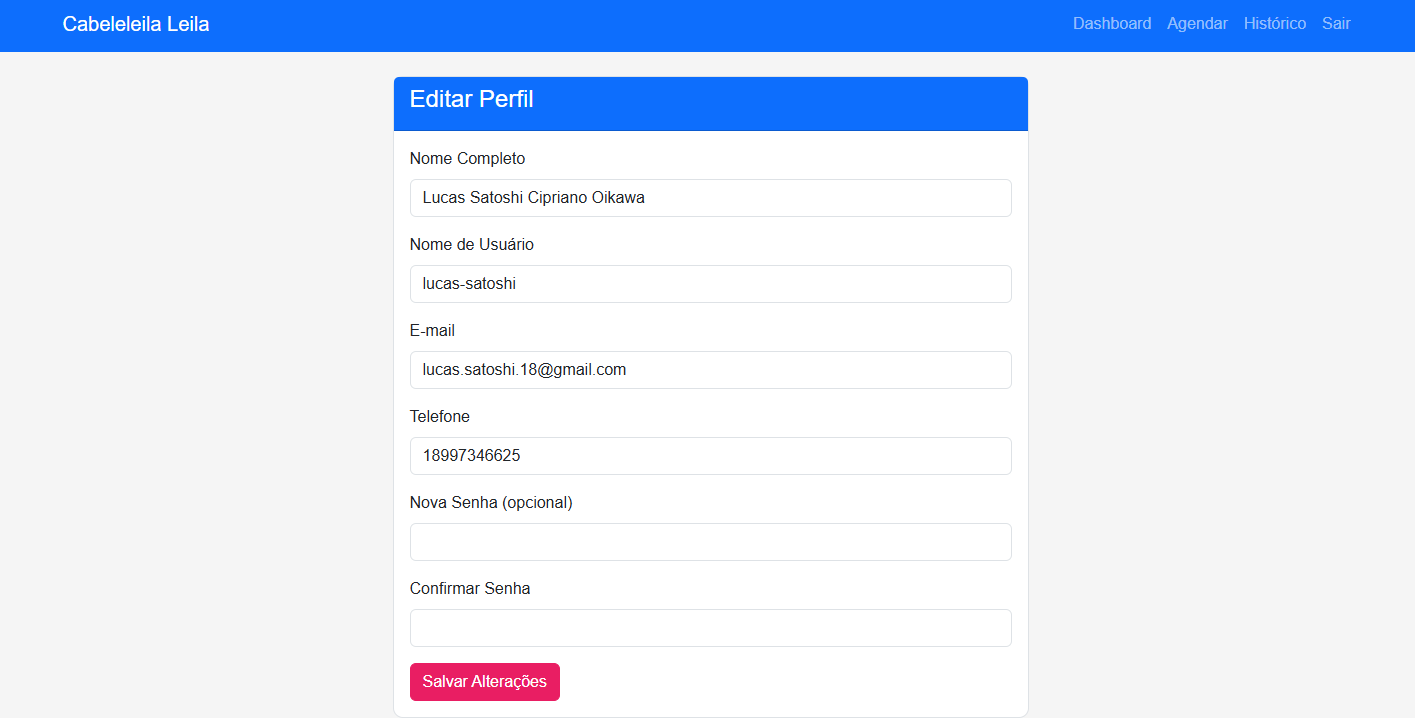 Cabeleleila Leila
Dashboard Agendar Histórico Sair
Editar Perfil
Nome Completo
Lucas Satoshi Cipriano Oikawa
Nome de Usuário
lucas-satoshi
E-mail
lucas.satoshi.18@gmail.com
Telefone
18997346625
Nova Senha (opcional)
Confirmar Senha
Salvar Alterações